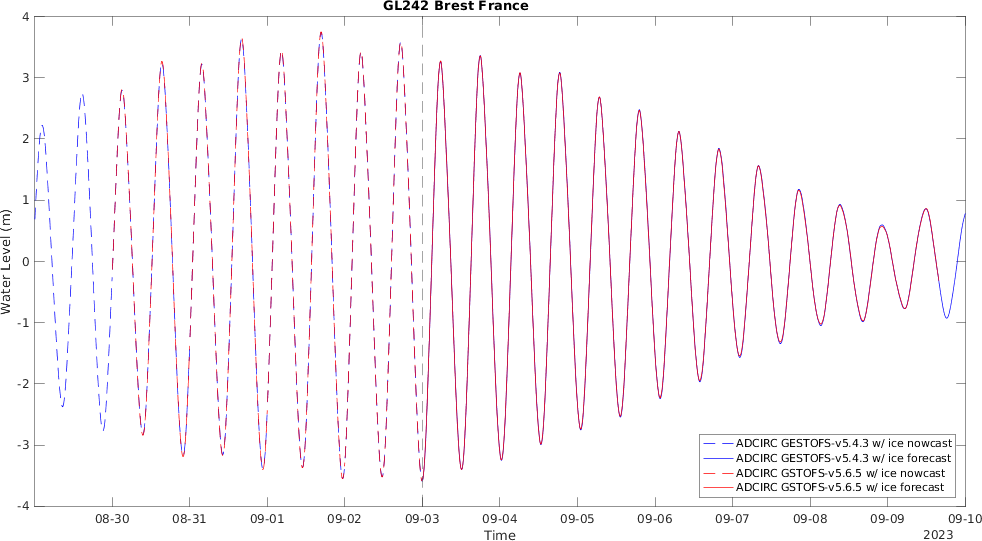 GL242 Brest France
4
3
2
1
0
-1
-2
-3
-4
Water Level (m)
ADCIRC GESTOFS-v5.4.3 w/ ice nowcast
ADCIRC GESTOFS-v5.4.3 w/ ice forecast
ADCIRC GSTOFS-v5.6.5 w/ ice nowcast
ADCIRC GSTOFS-v5.6.5 w/ ice forecast
08-30 08-31 09-01 09-02 09-03 09-04 09-05 09-06 09-07 09-08 09-09 09-10
Time
2023